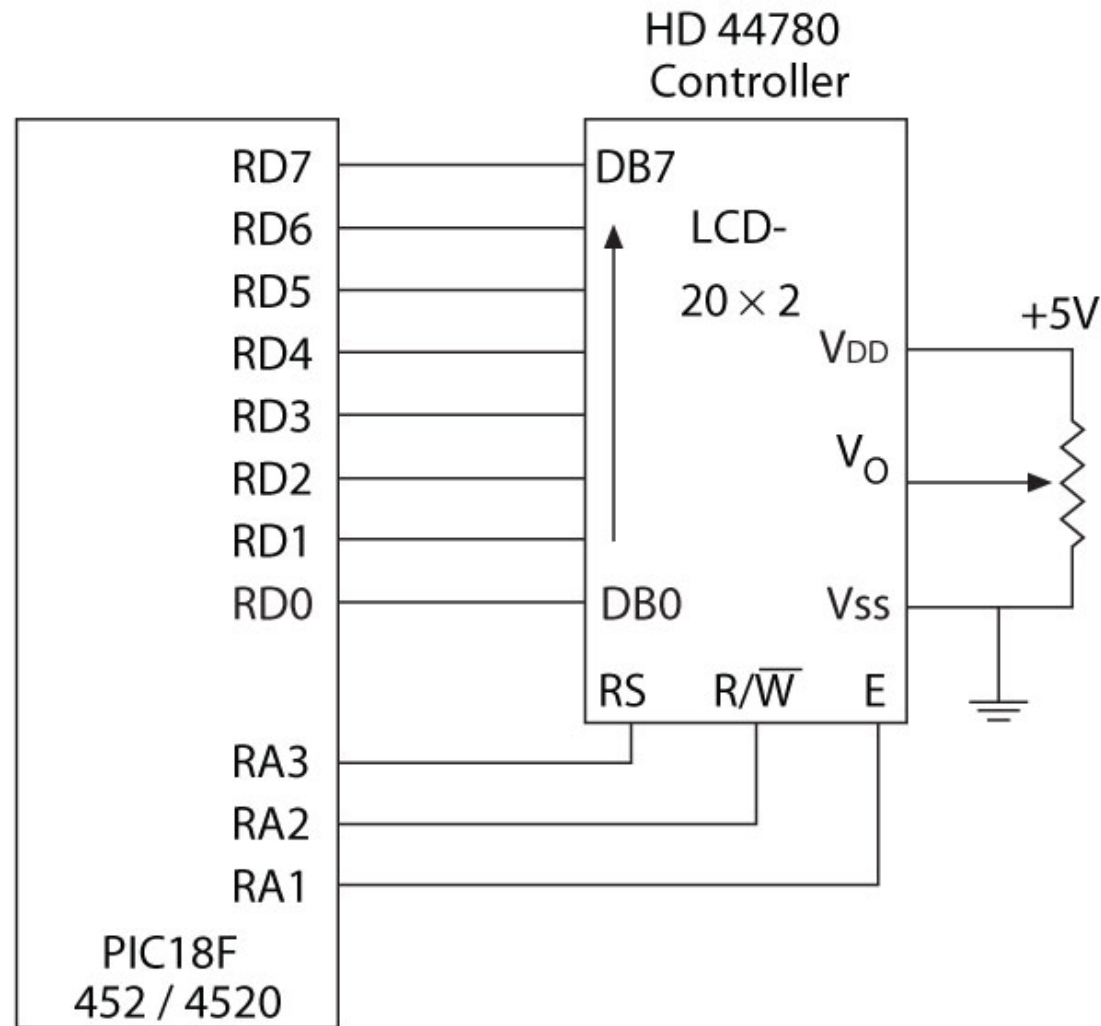 HD 44780
Controller
RD7
RD6
RD5
RD4
RD3
RD2
RD1
RD0
RA3
RA2
RA1
PIC18F
452 / 4520
DB7
LCD-
20 × 2
VDD
VO
DB0
VSS
RS
R/W̅
E
+5V